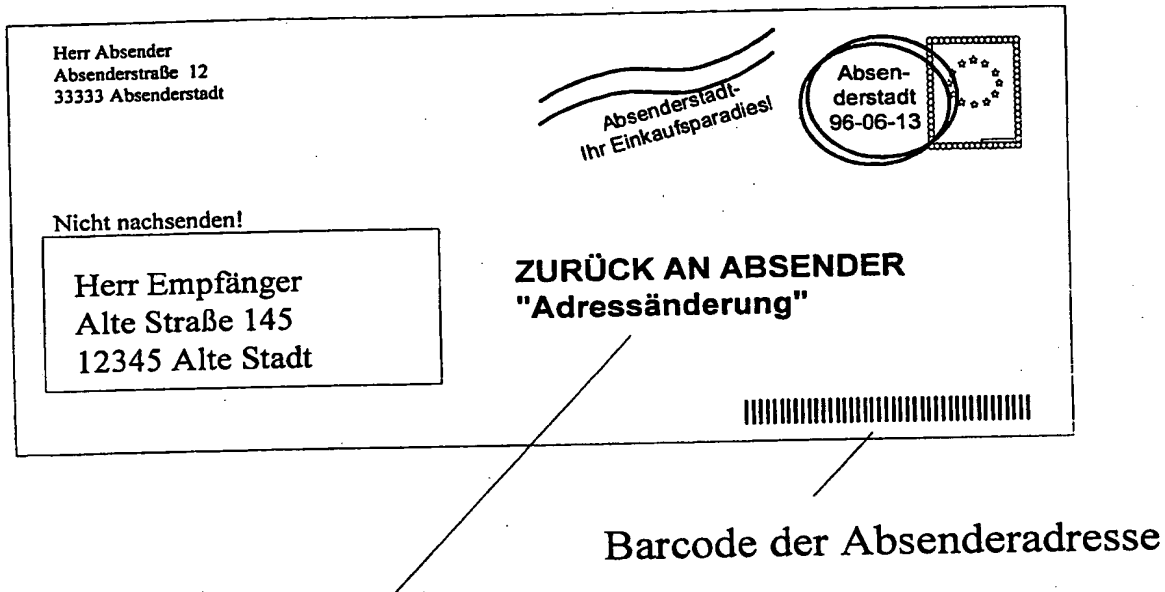 Herr Absender
Absenderstraße 12
33333 Absenderstadt
Absenderstadt-
Ihr Einkaufsparadies!
Absen-
derstadt
96-06-13
Nicht nachsenden!
Herr Empfänger
Alte Straße 145
12345 Alte Stadt
ZURÜCK AN ABSENDER
"Adressänderung"
Barcode der Absenderadresse